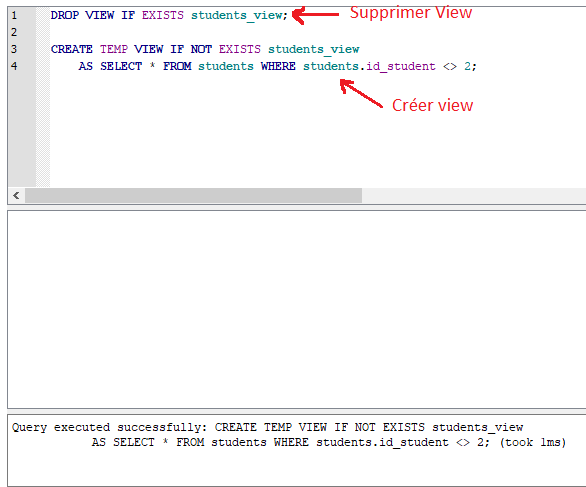 1 DROP VIEW IF EXISTS students_view; Supprimer View
2
3 CREATE TEMP VIEW IF NOT EXISTS students_view
4 AS SELECT * FROM students WHERE students.id_student <> 2;
Créer view
Query executed successfully: CREATE TEMP VIEW IF NOT EXISTS students_view
AS SELECT * FROM students WHERE students.id_student <> 2; (took 1ms)